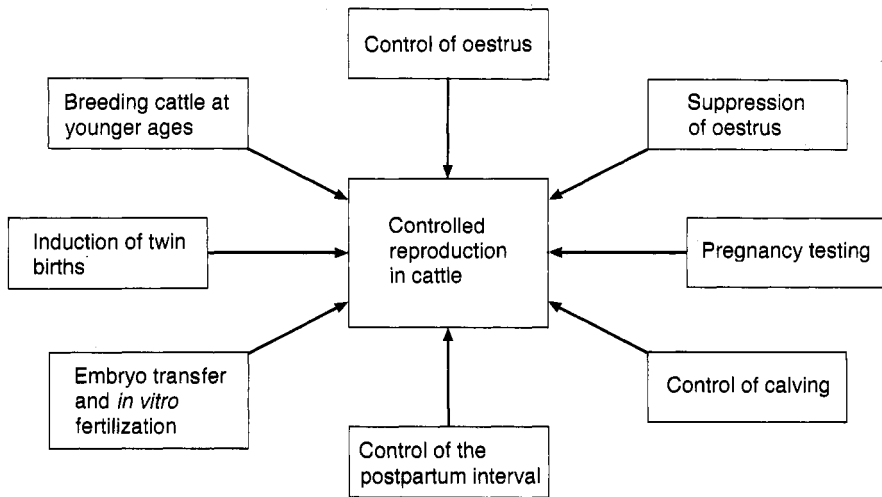 Control of oestrus
Breeding cattle at
younger ages
Suppression
of oestrus
Induction of twin
births
Controlled
reproduction
in cattle
Pregnancy testing
Embryo transfer
and in vitro
fertilization
Control of the
postpartum interval
Control of calving